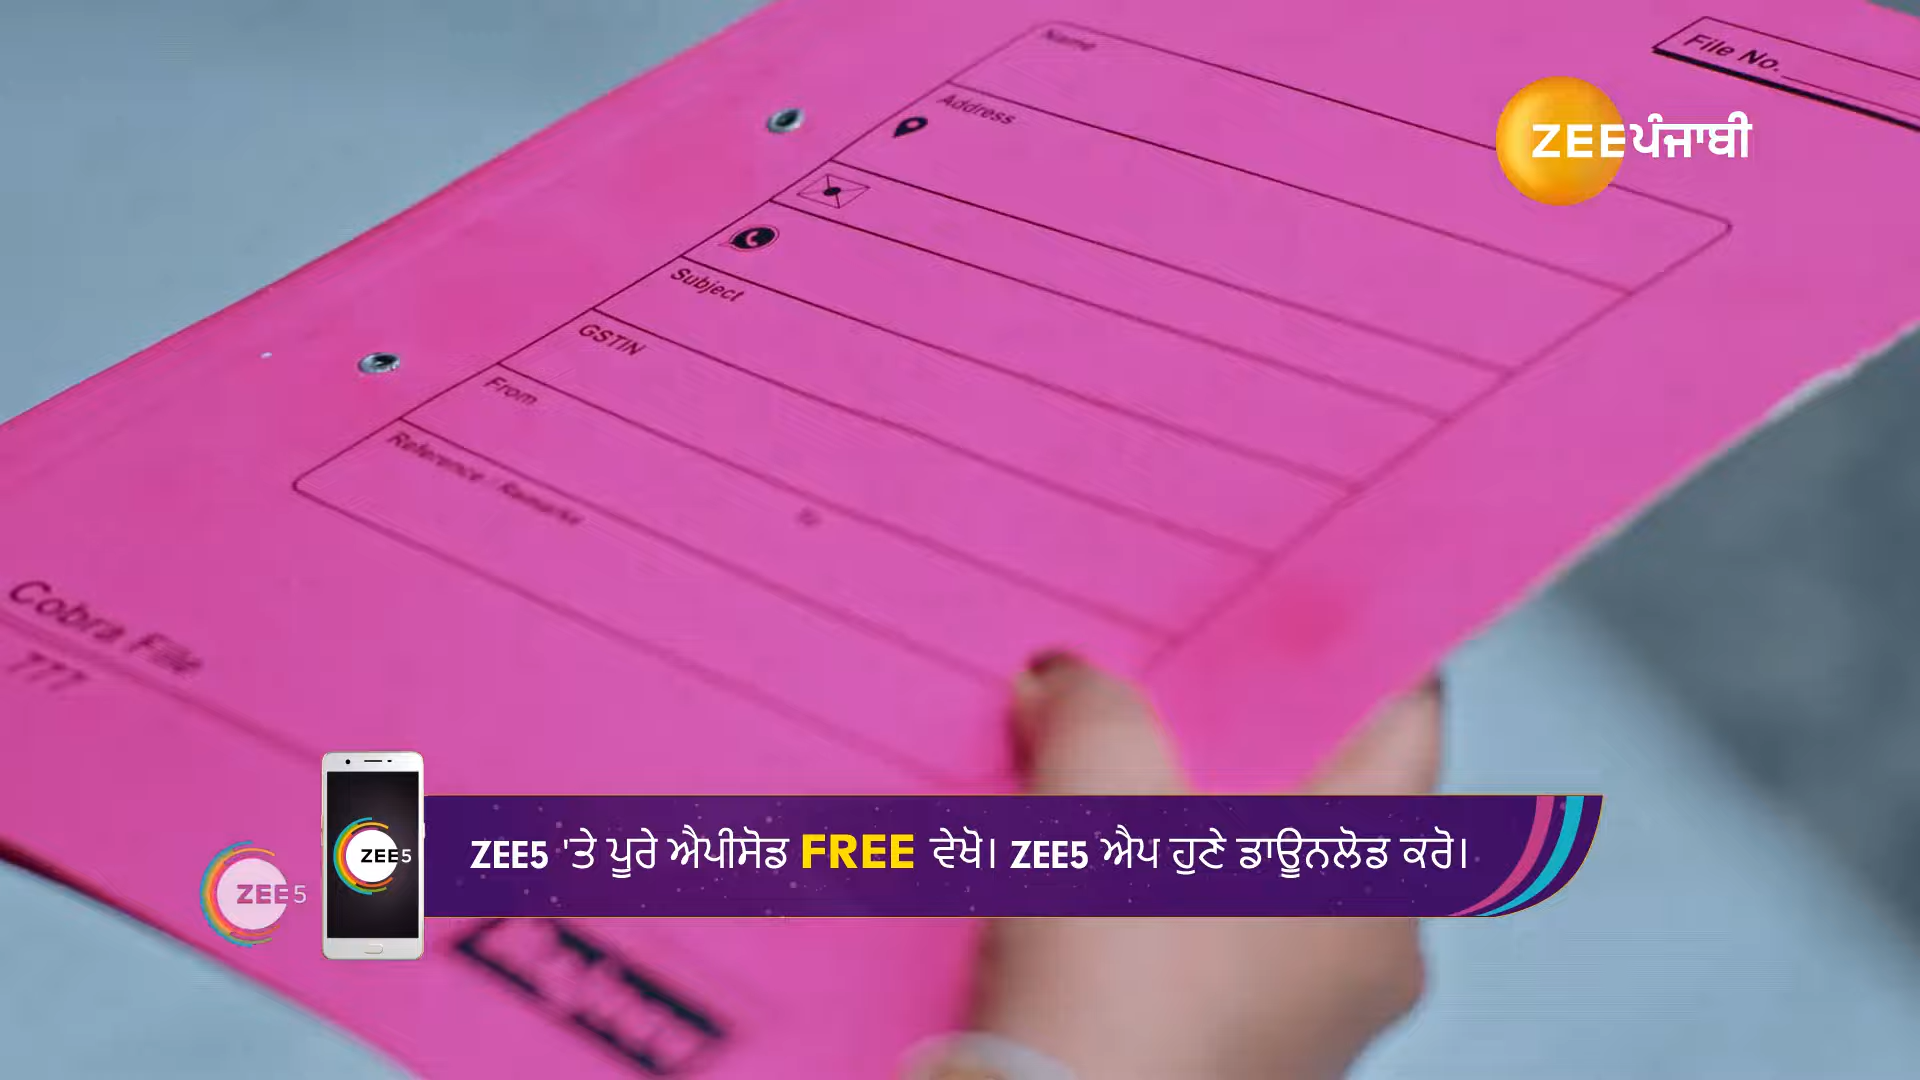 File No.
Name
Address
ZEEਪੰਜਾਬੀ
Subject
GSTIN
From
To
Reference / Remarks
Cobra File
777
ZEE5
ZEE5
ZEE5 'ਤੇ ਪੂਰੇ ਐਪੀਸੋਡ FREE ਵੇਖੋ। ZEE5 ਐਪ ਹੁਣੇ ਡਾਊਨਲੋਡ ਕਰੋ।